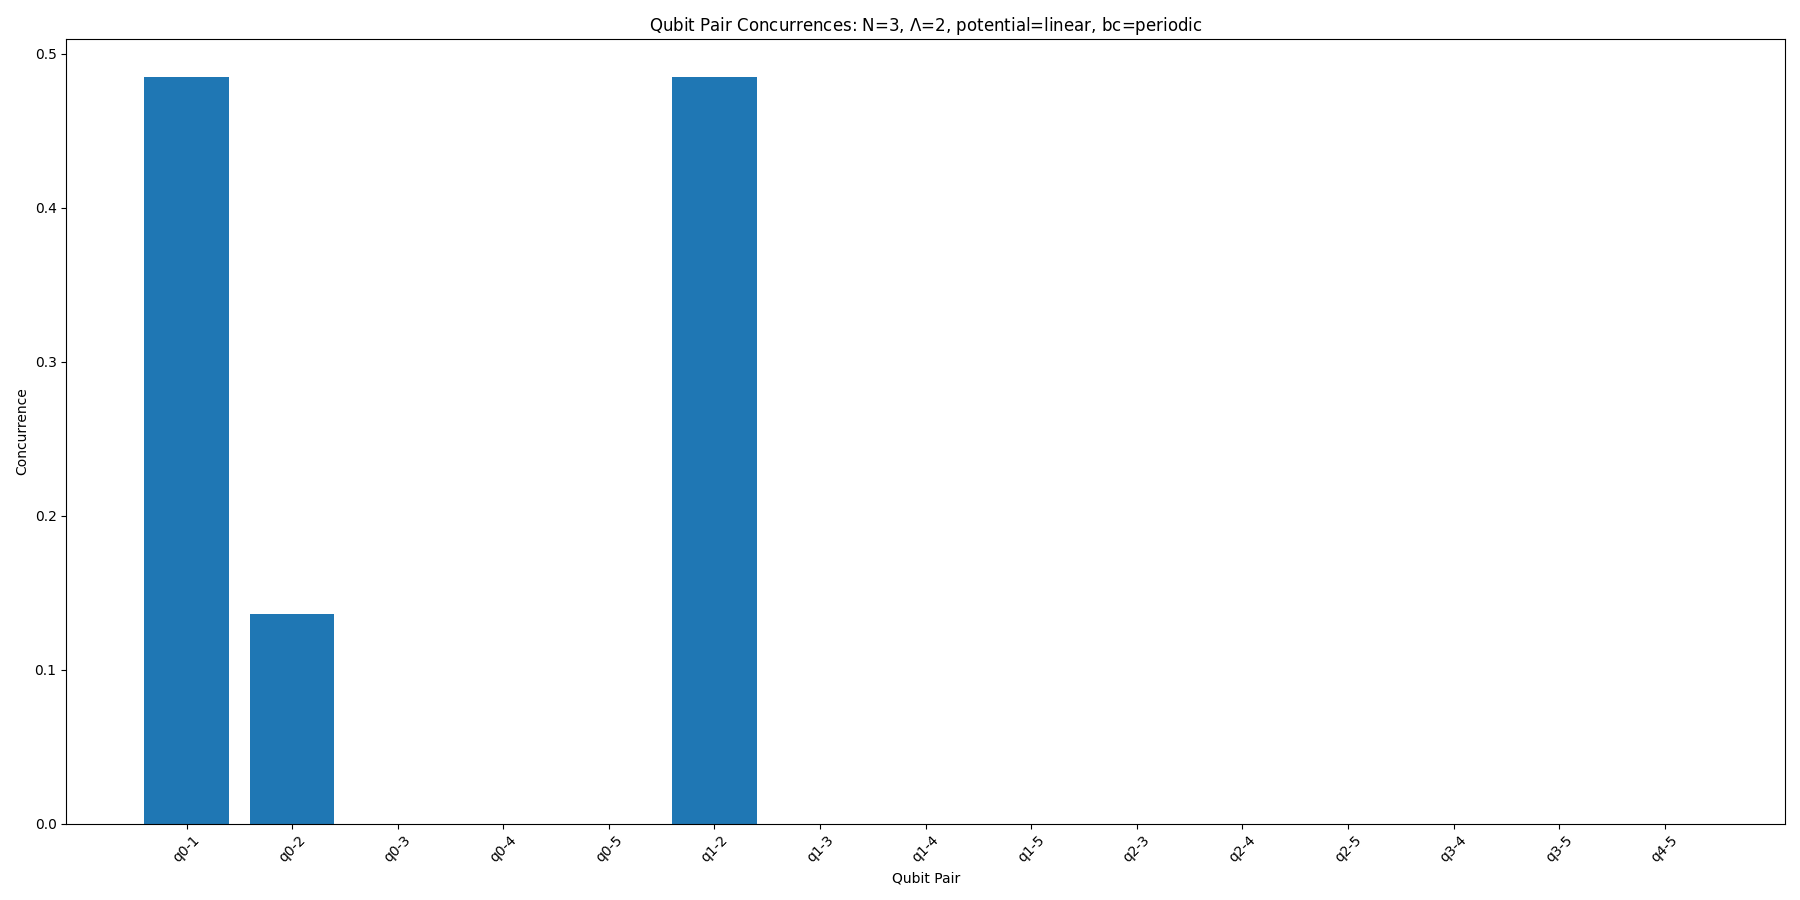 Qubit Pair Concurrences: N=3, Λ=2, potential=linear, bc=periodic
0.5
0.4
0.3
0.2
0.1
0.0
Concurrence
q0-1
q0-2
q0-3
q0-4
q0-5
q1-2
q1-3
q1-4
q1-5
q2-3
q2-4
q2-5
q3-4
q3-5
q4-5
Qubit Pair